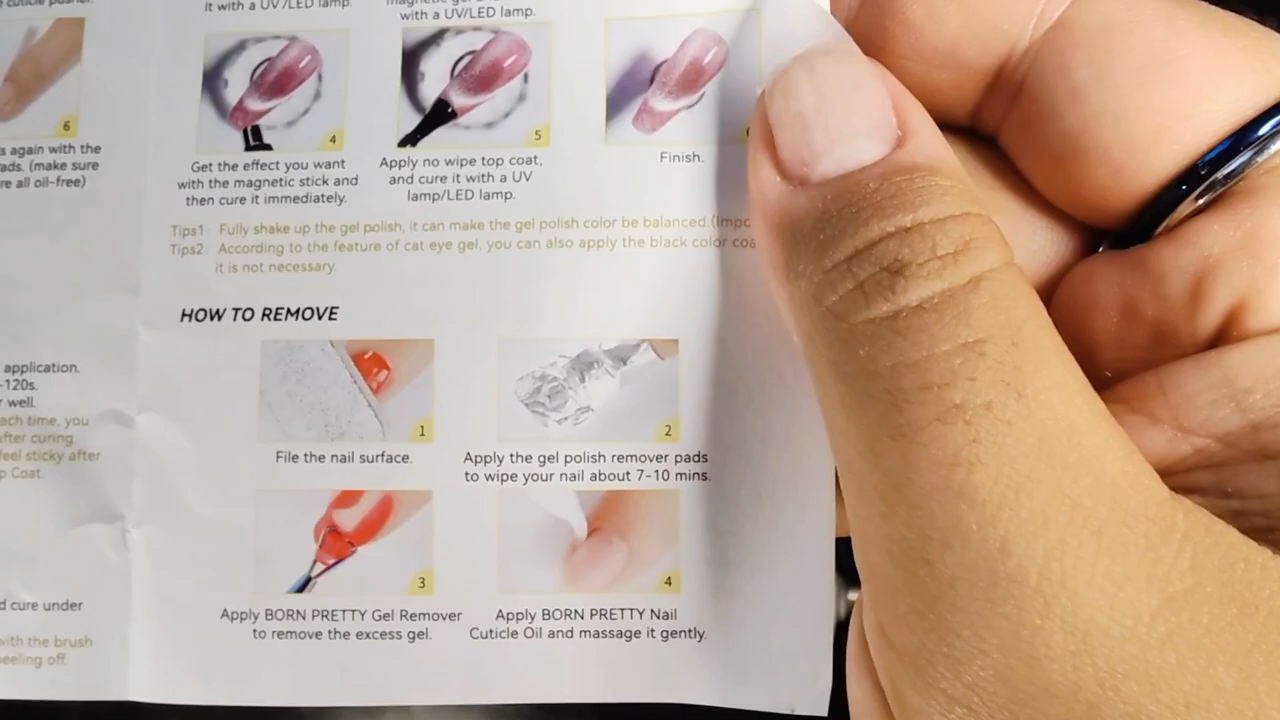 cuticle pusher.
it with a UV/LED lamp.
with a UV/LED lamp.
6
4
5
s again with the
ads. (make sure
re all oil-free)
Get the effect you want
with the magnetic stick and
then cure it immediately.
Apply no wipe top coat,
and cure it with a UV
lamp/LED lamp.
Finish.
Tips1 Fully shake up the gel polish, it can make the gel polish color be balanced.
Tips2: According to the feature of cat eye gel, you can also apply the black color
it is not necessary.
HOW TO REMOVE
application.
-120s.
well.
ach time, you
fter curing
feel sticky after
p Coat.
1
2
File the nail surface.
Apply the gel polish remover pads
to wipe your nail about 7-10 mins.
3
4
Apply BORN PRETTY Gel Remover
to remove the excess gel.
Apply BORN PRETTY Nail
Cuticle Oil and massage it gently.
d cure under
with the brush
eeling off.